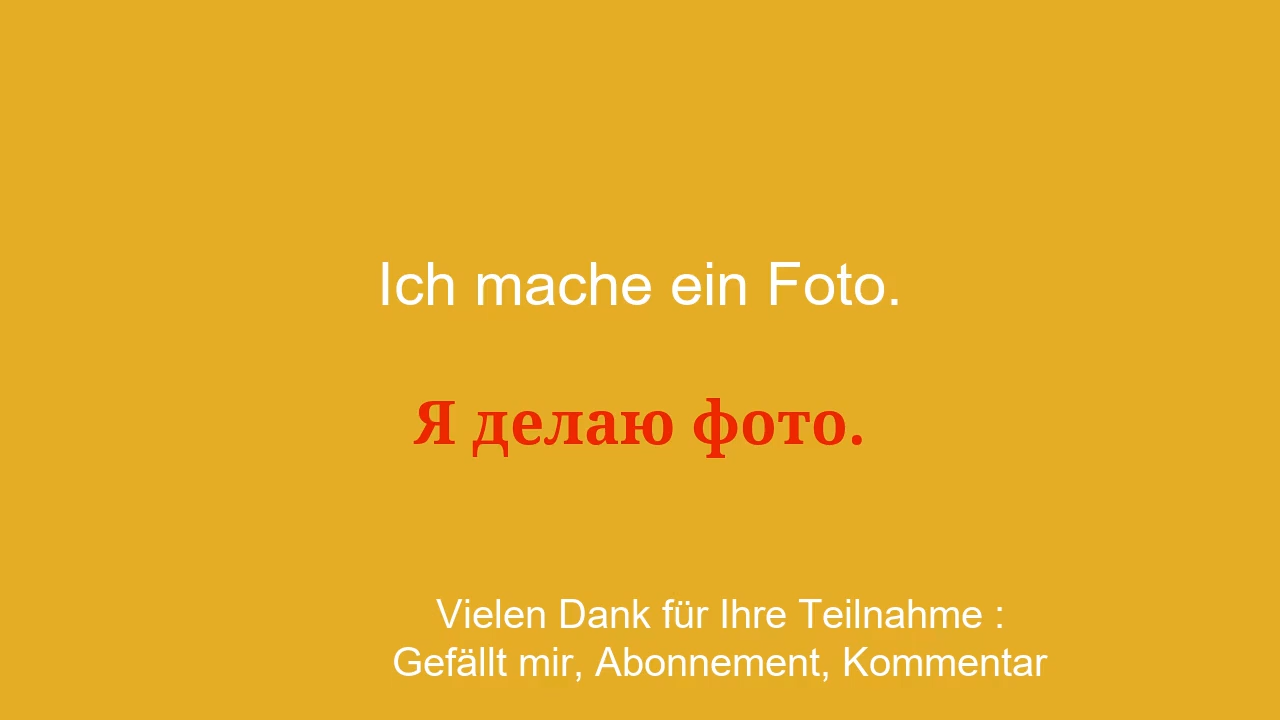 Ich mache ein Foto.
Я делаю фото.
Vielen Dank für Ihre Teilnahme :
Gefällt mir, Abonnement, Kommentar